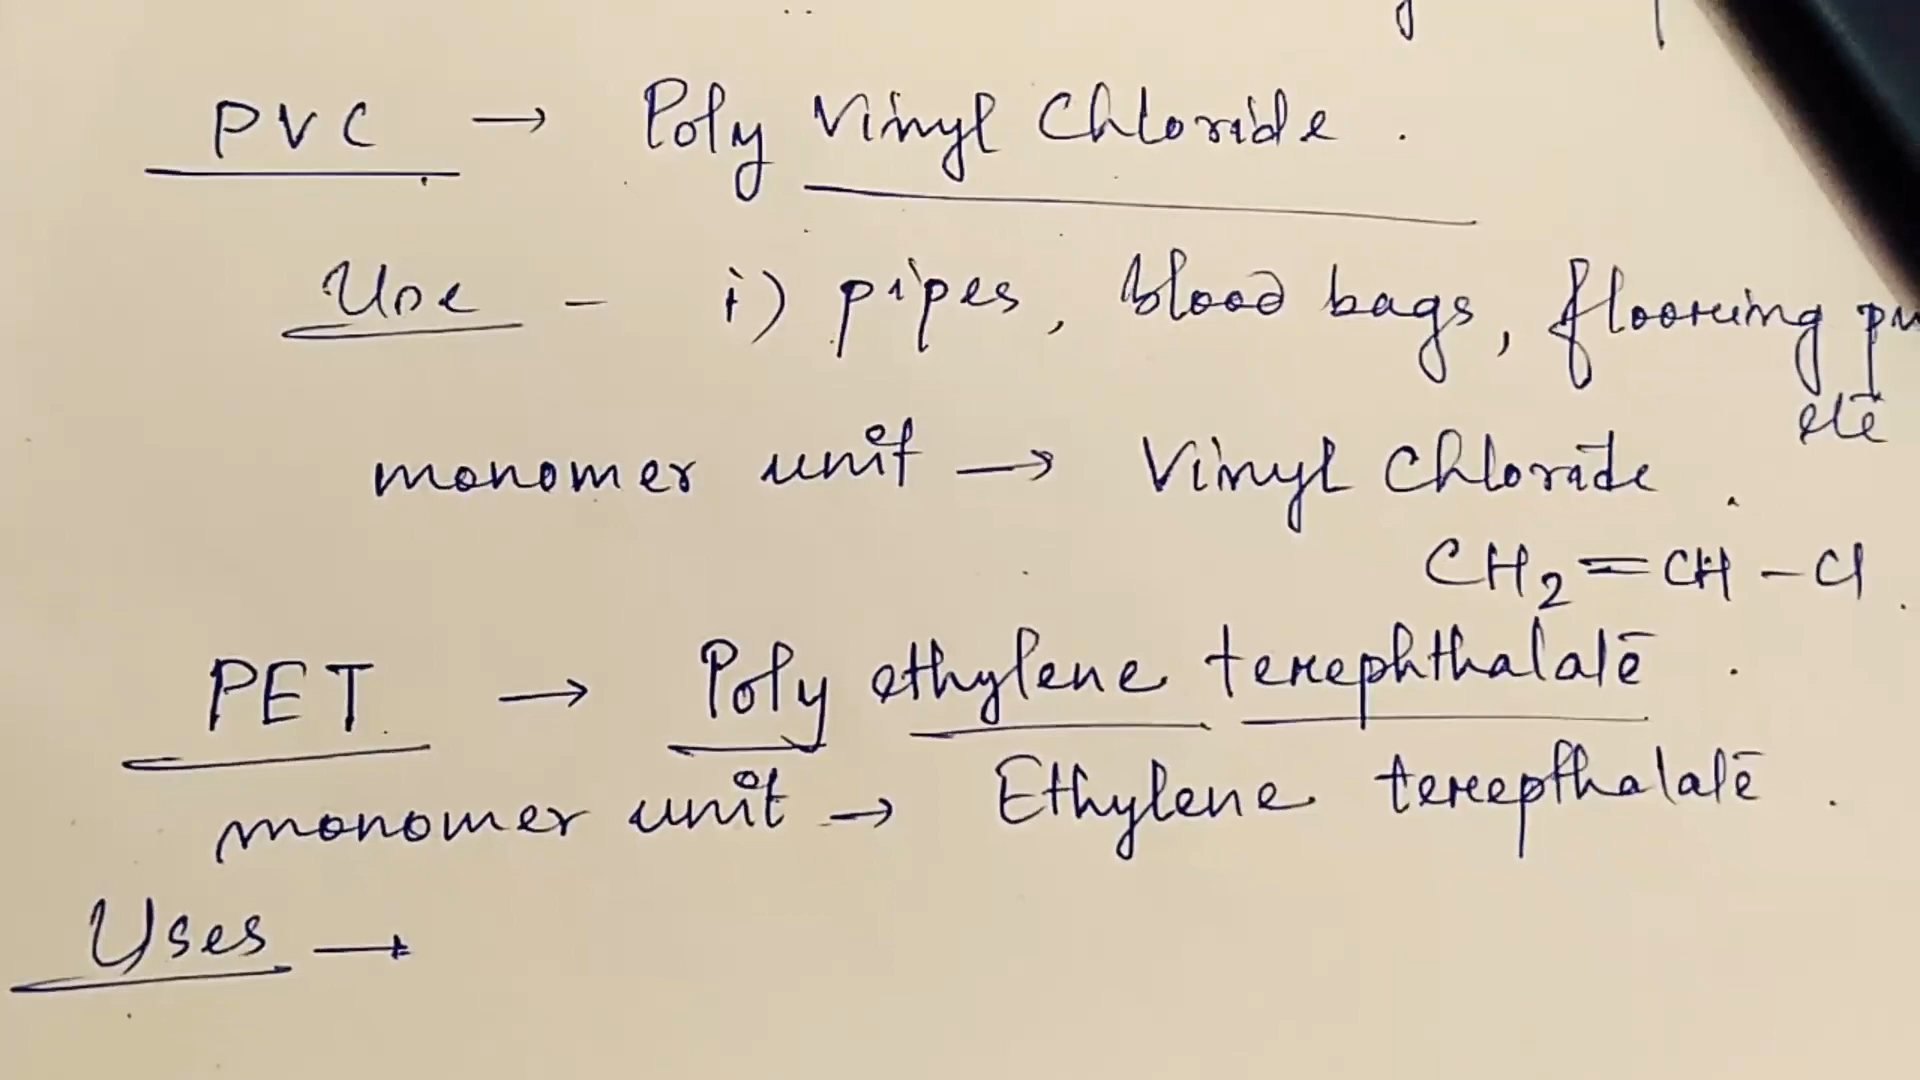 PVC → Poly Vinyl Chloride .
Use - i) pipes, blood bags, flooring
etc
monomer unit → Vinyl Chloride .
CH₂=CH-Cl
PET → Poly ethylene terephthalate .
monomer unit → Ethylene terepthalate .
Uses →